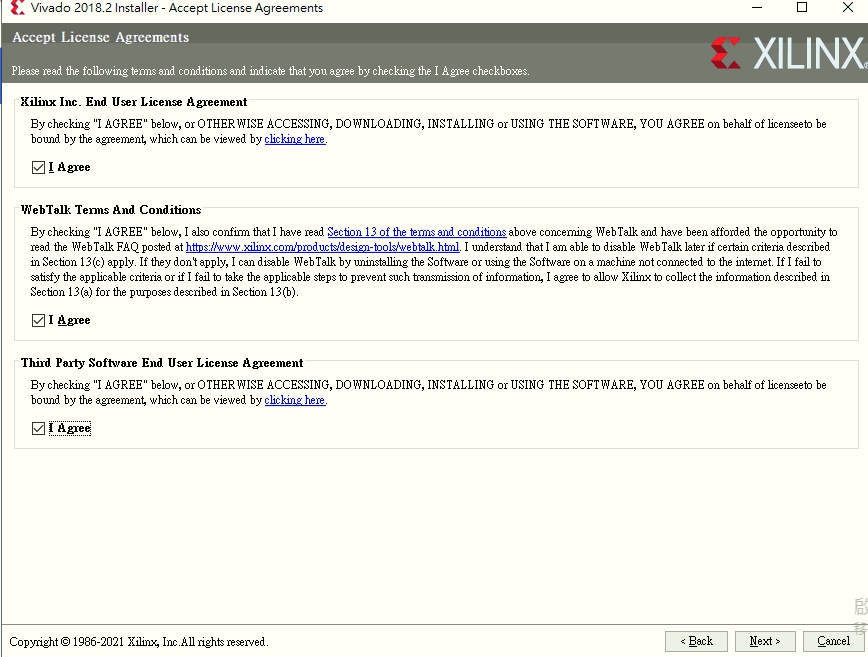 Vivado 2018.2 Installer - Accept License Agreements
Accept License Agreements
XILINX
Please read the following terms and conditions and indicate that you agree by checking the I Agree checkboxes.
Xilinx Inc. End User License Agreement
By checking "I AGREE" below, or OTHERWISE ACCESSING, DOWNLOADING, INSTALLING or USING THE SOFTWARE, YOU AGREE on behalf of licenseeto be
bound by the agreement, which can be viewed by clicking here.
I Agree
WebTalk Terms And Conditions
By checking "I AGREE" below, I also confirm that I have read Section 13 of the terms and conditions above concerning WebTalk and have been afforded the opportunity to
read the WebTalk FAQ posted at https://www.xilinx.com/products/design-tools/webtalk.html. I understand that I am able to disable WebTalk later if certain criteria described
in Section 13(c) apply. If they don't apply, I can disable WebTalk by uninstalling the Software or using the Software on a machine not connected to the internet. If I fail to
satisfy the applicable criteria or if I fail to take the applicable steps to prevent such transmission of information, I agree to allow Xilinx to collect the information described in
Section 13(a) for the purposes described in Section 13(b).
I Agree
Third Party Software End User License Agreement
By checking "I AGREE" below, or OTHERWISE ACCESSING, DOWNLOADING, INSTALLING or USING THE SOFTWARE, YOU AGREE on behalf of licenseeto be
bound by the agreement, which can be viewed by clicking here.
I Agree
啟
移
Copyright © 1986-2021 Xilinx, Inc.All rights reserved.
< Back
Next >
Cancel